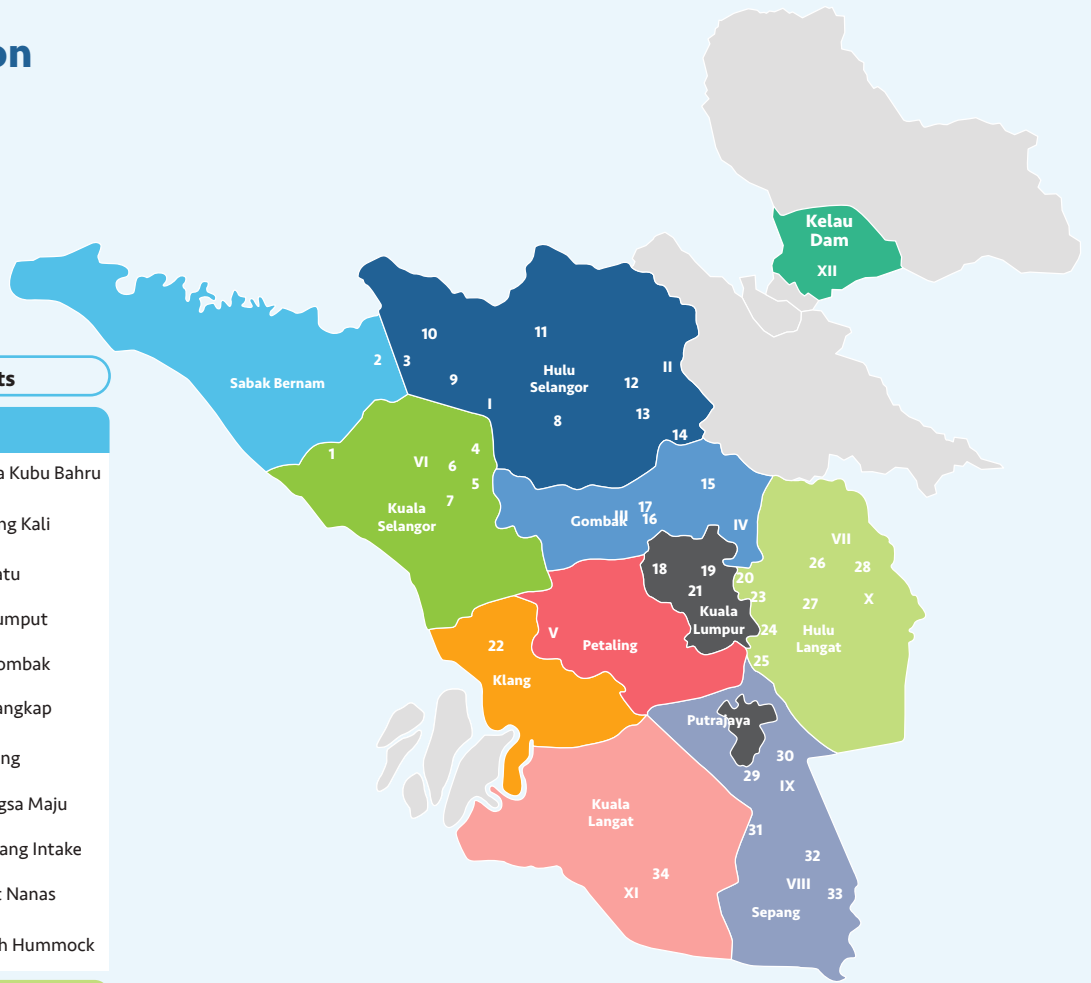 on
ts
a Kubu Bahru
ng Kali
ntu
umput
ombak
angkap
ng
gsa Maju
ang Intake
t Nanas
h Hummock
Kelau
Dam
XII
Sabak Bernam
2
3
10
11
9
I
Hulu
Selangor
8
12
II
13
14
1
VI
4
6
5
7
Kuala
Selangor
15
Gombak
III
17
16
IV
18
19
21
Kuala
Lumpur
20
23
24
25
VII
26
28
27
X
Hulu
Langat
V
Petaling
22
Klang
Putrajaya
30
29
IX
31
32
VIII
33
Sepang
Kuala
Langat
34
XI